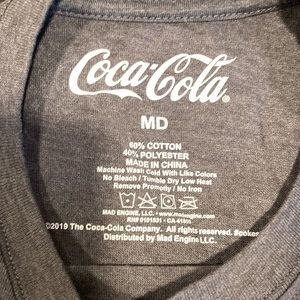 Coca-Cola
MD
60% COTTON
40% POLYESTER
MADE IN CHINA
Machine Wash Cold With Like Colors
No Bleach / Tumble Dry Low Heat
Remove Promptly / No Iron
MAD ENGINE, LLC. • www.madengine.com
©2019 The Coca-Cola Company. All rights reserved. #coker
Distributed by Mad Engine LLC.